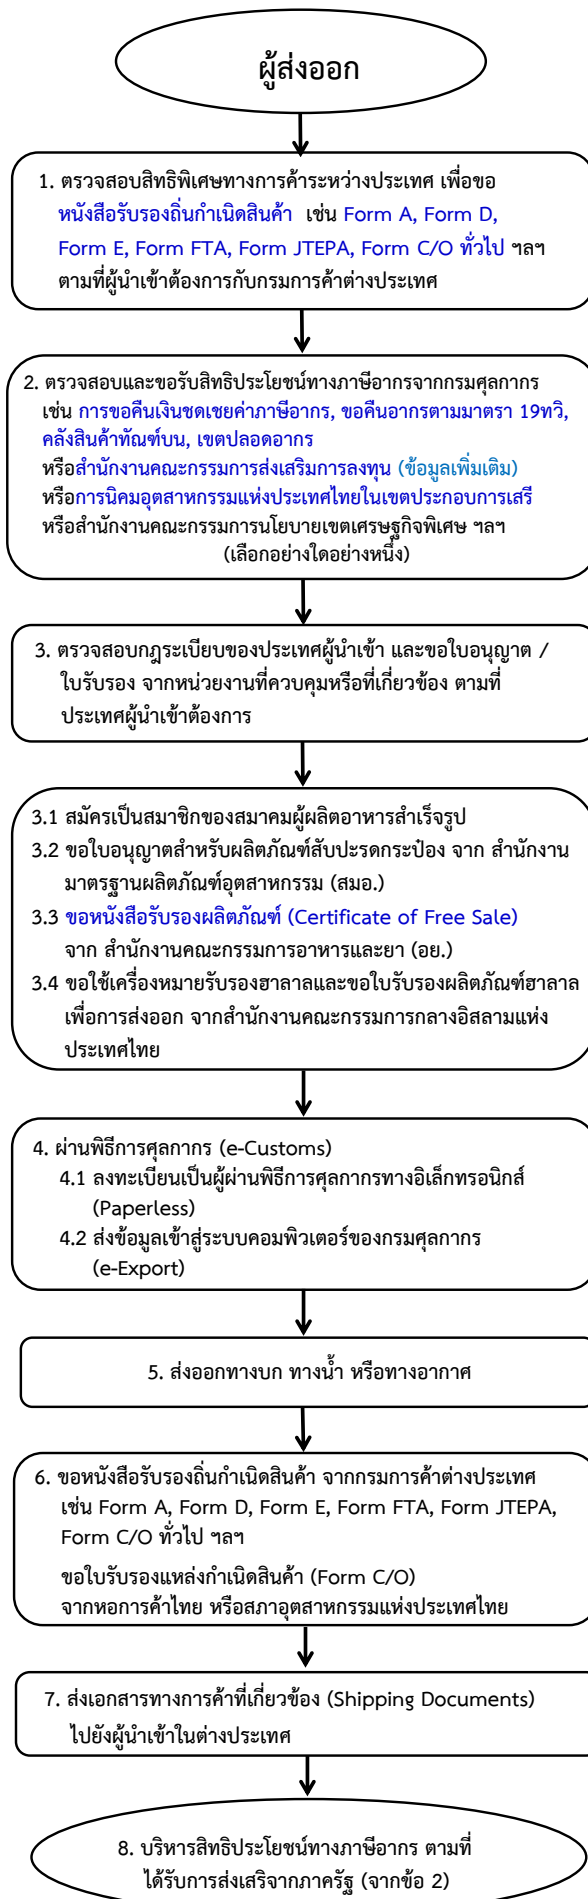 ผู้ส่งออก
1. ตรวจสอบสิทธิพิเศษทางการค้าระหว่างประเทศ เพื่อขอ
หนังสือรับรองถิ่นกำเนิดสินค้า เช่น Form A, Form D,
Form E, Form FTA, Form JTEPA, Form C/O ทั่วไป ฯลฯ
ตามที่ผู้นำเข้าต้องการกับกรมการค้าต่างประเทศ
2. ตรวจสอบและขอรับสิทธิประโยชน์ทางภาษีอากรจากกรมศุลกากร
เช่น การขอคืนเงินชดเชยค่าภาษีอากร, ขอคืนอากรตามมาตรา 19ทวิ,
คลังสินค้าทัณฑ์บน, เขตปลอดอากร
หรือสำนักงานคณะกรรมการส่งเสริมการลงทุน (ข้อมูลเพิ่มเติม)
หรือการนิคมอุตสาหกรรมแห่งประเทศไทยในเขตประกอบการเสรี
หรือสำนักงานคณะกรรมการนโยบายเขตเศรษฐกิจพิเศษ ฯลฯ
(เลือกอย่างใดอย่างหนึ่ง)
3. ตรวจสอบกฎระเบียบของประเทศผู้นำเข้า และขอใบอนุญาต /
ใบรับรอง จากหน่วยงานที่ควบคุมหรือที่เกี่ยวข้อง ตามที่
ประเทศผู้นำเข้าต้องการ
3.1 สมัครเป็นสมาชิกของสมาคมผู้ผลิตอาหารสำเร็จรูป
3.2 ขอใบอนุญาตสำหรับผลิตภัณฑ์สับปะรดกระป๋อง จาก สำนักงาน
มาตรฐานผลิตภัณฑ์อุตสาหกรรม (สมอ.)
3.3 ขอหนังสือรับรองผลิตภัณฑ์ (Certificate of Free Sale)
จาก สำนักงานคณะกรรมการอาหารและยา (อย.)
3.4 ขอใช้เครื่องหมายรับรองฮาลาลและขอใบรับรองผลิตภัณฑ์ฮาลาล
เพื่อการส่งออก จากสำนักงานคณะกรรมการกลางอิสลามแห่ง
ประเทศไทย
4. ผ่านพิธีการศุลกากร (e-Customs)
4.1 ลงทะเบียนเป็นผู้ผ่านพิธีการศุลกากรทางอิเล็กทรอนิกส์
(Paperless)
4.2 ส่งข้อมูลเข้าสู่ระบบคอมพิวเตอร์ของกรมศุลกากร
(e-Export)
5. ส่งออกทางบก ทางน้ำ หรือทางอากาศ
6. ขอหนังสือรับรองถิ่นกำเนิดสินค้า จากกรมการค้าต่างประเทศ
เช่น Form A, Form D, Form E, Form FTA, Form JTEPA,
Form C/O ทั่วไป ฯลฯ
ขอใบรับรองแหล่งกำเนิดสินค้า (Form C/O)
จากหอการค้าไทย หรือสภาอุตสาหกรรมแห่งประเทศไทย
7. ส่งเอกสารทางการค้าที่เกี่ยวข้อง (Shipping Documents)
ไปยังผู้นำเข้าในต่างประเทศ
8. บริหารสิทธิประโยชน์ทางภาษีอากร ตามที่
ได้รับการส่งเสริจากภาครัฐ (จากข้อ 2)